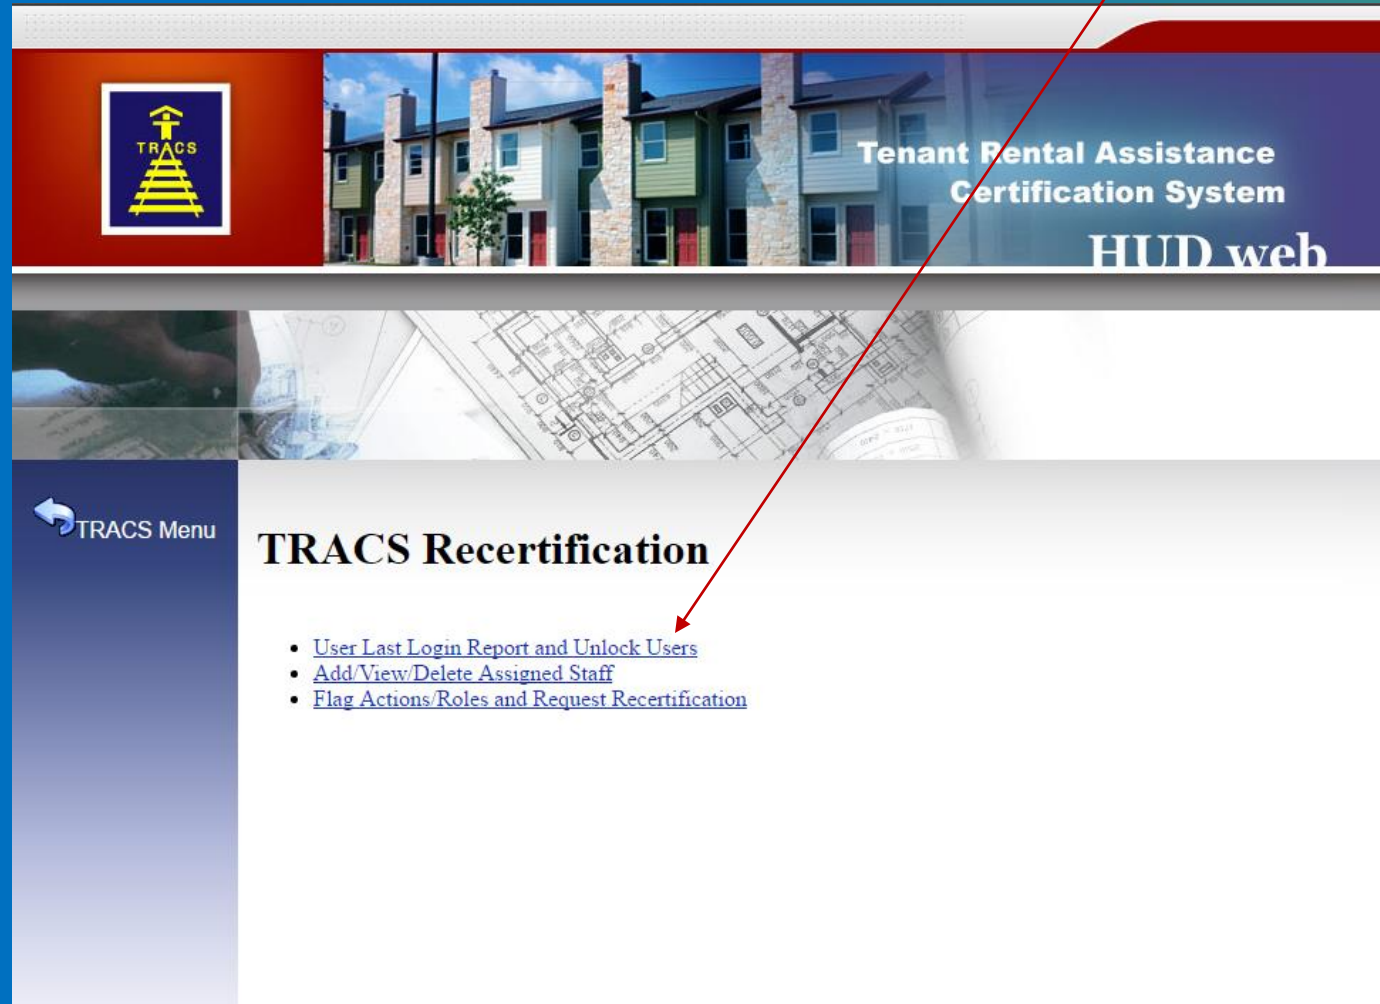 TRACS
Tenant Rental Assistance
Certification System
HUD web
TRACS Menu
TRACS Recertification
User Last Login Report and Unlock Users
Add/View/Delete Assigned Staff
Flag Actions/Roles and Request Recertification